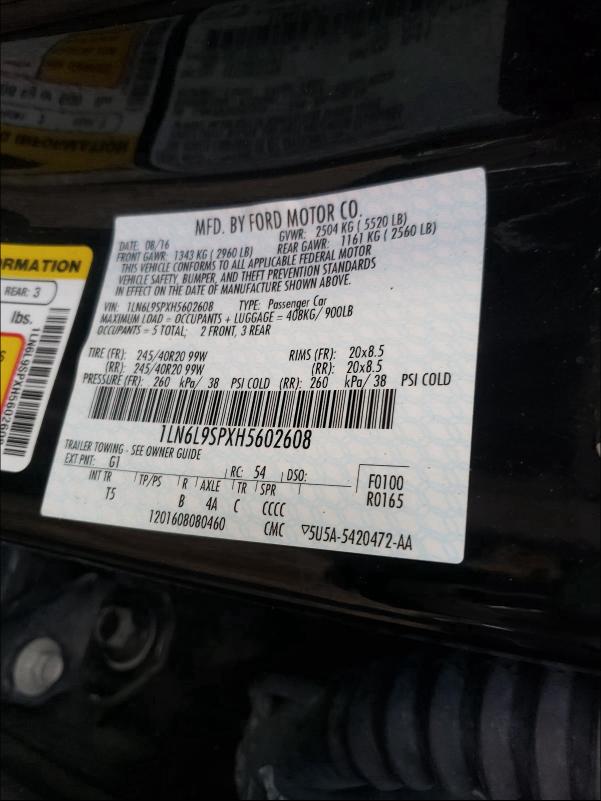 MFD. BY FORD MOTOR CO.
DATE: 08/16
GVWR: 2504 KG ( 5520 LB)
FRONT GAWR: 1343 KG ( 2960 LB)
REAR GAWR: 1161 KG ( 2560 LB)
THIS VEHICLE CONFORMS TO ALL APPLICABLE FEDERAL MOTOR
VEHICLE SAFETY, BUMPER, AND THEFT PREVENTION STANDARDS
IN EFFECT ON THE DATE OF MANUFACTURE SHOWN ABOVE.
VIN: 1LN6L9SPXH5602608 TYPE: Passenger Car
MAXIMUM LOAD = OCCUPANTS + LUGGAGE = 408KG/ 900LB
OCCUPANTS = 5 TOTAL; 2 FRONT, 3 REAR
TIRE (FR): 245/40R20 99W RIMS (FR): 20x8.5
(RR): 245/40R20 99W (RR): 20x8.5
PRESSURE (FR): 260 kPa/ 38 PSI COLD (RR): 260 kPa/ 38 PSI COLD
1LN6L9SPXH5602608
TRAILER TOWING - SEE OWNER GUIDE
EXT PNT: G1 RC: 54 DSO: F0100
INT TR TP/PS R AXLE TR SPR R0165
T5 B 4A C CCCC
1201608080460 CMC ▽5U5A-5420472-AA
ORMATION
REAR: 3
lbs.
1LN6L9SPXH5602608